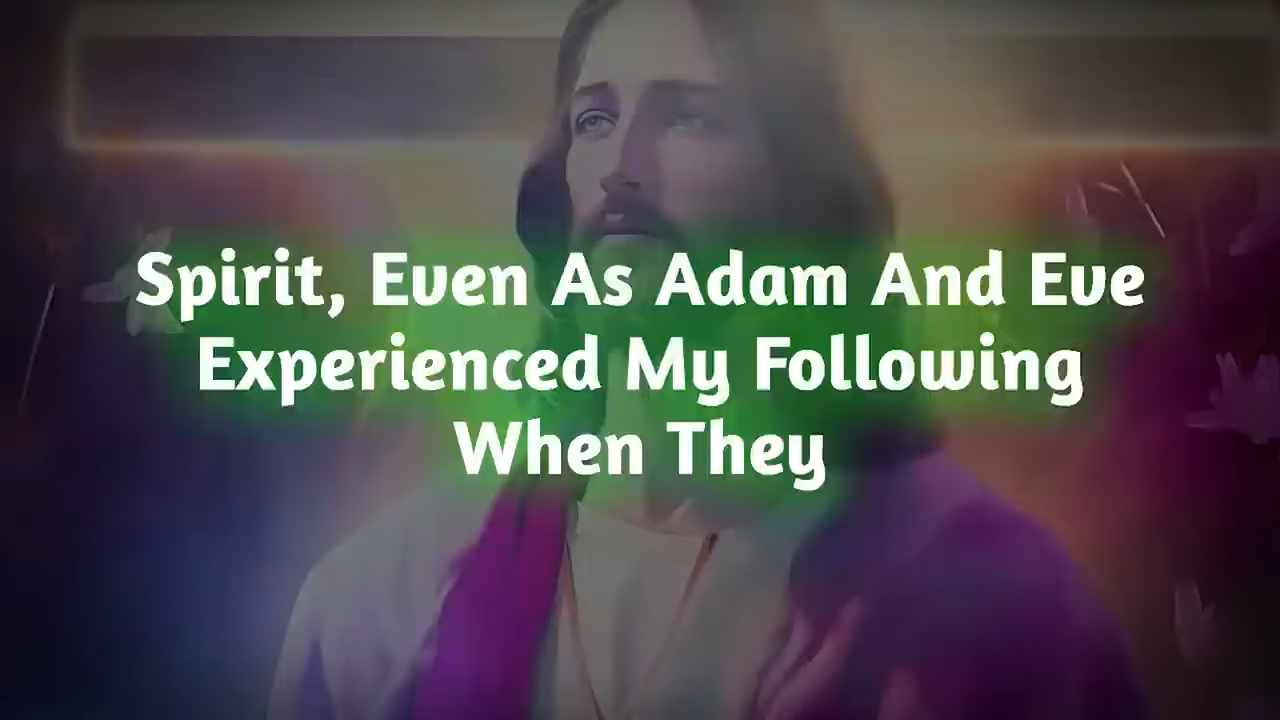 Spirit, Even As Adam And Eve
Experienced My Following
When They